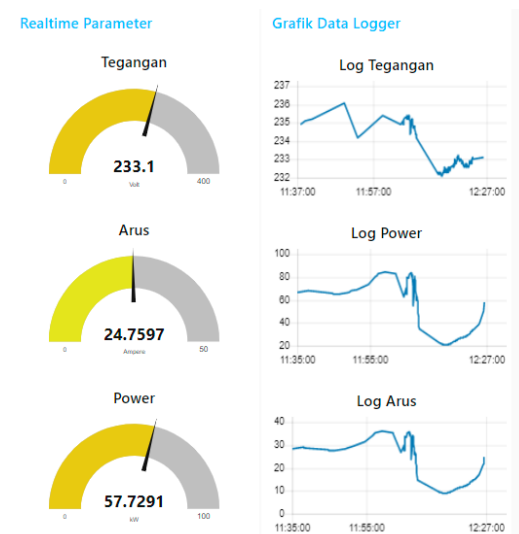 Realtime Parameter
Tegangan
233.1
Volt
0
400
Arus
24.7597
Ampere
0
50
Power
57.7291
kW
0
100
Grafik Data Logger
Log Tegangan
237
236
235
234
233
232
11:37:00 11:57:00 12:27:00
Log Power
100
80
60
40
20
11:35:00 11:55:00 12:27:00
Log Arus
40
30
20
10
0
11:35:00 11:55:00 12:27:00